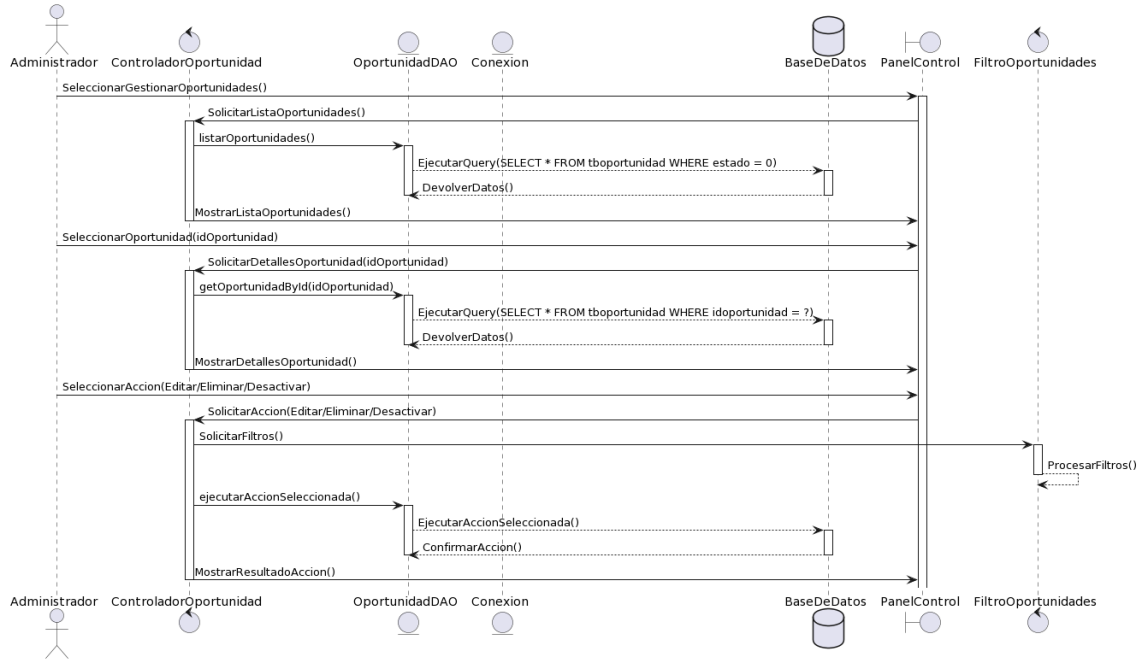 Administrador ControladorOportunidad OportunidadDAO Conexion BaseDeDatos PanelControl FiltroOportunidades
SeleccionarGestionarOportunidades()
SolicitarListaOportunidades()
listarOportunidades()
EjecutarQuery(SELECT * FROM tboportunidad WHERE estado = 0)
DevolverDatos()
MostrarListaOportunidades()
SeleccionarOportunidad(idOportunidad)
SolicitarDetallesOportunidad(idOportunidad)
getOportunidadById(idOportunidad)
EjecutarQuery(SELECT * FROM tboportunidad WHERE idoportunidad = ?)
DevolverDatos()
MostrarDetallesOportunidad()
SeleccionarAccion(Editar/Eliminar/Desactivar)
SolicitarAccion(Editar/Eliminar/Desactivar)
SolicitarFiltros()
ProcesarFiltros()
ejecutarAccionSeleccionada()
EjecutarAccionSeleccionada()
ConfirmarAccion()
MostrarResultadoAccion()
Administrador ControladorOportunidad OportunidadDAO Conexion BaseDeDatos PanelControl FiltroOportunidades